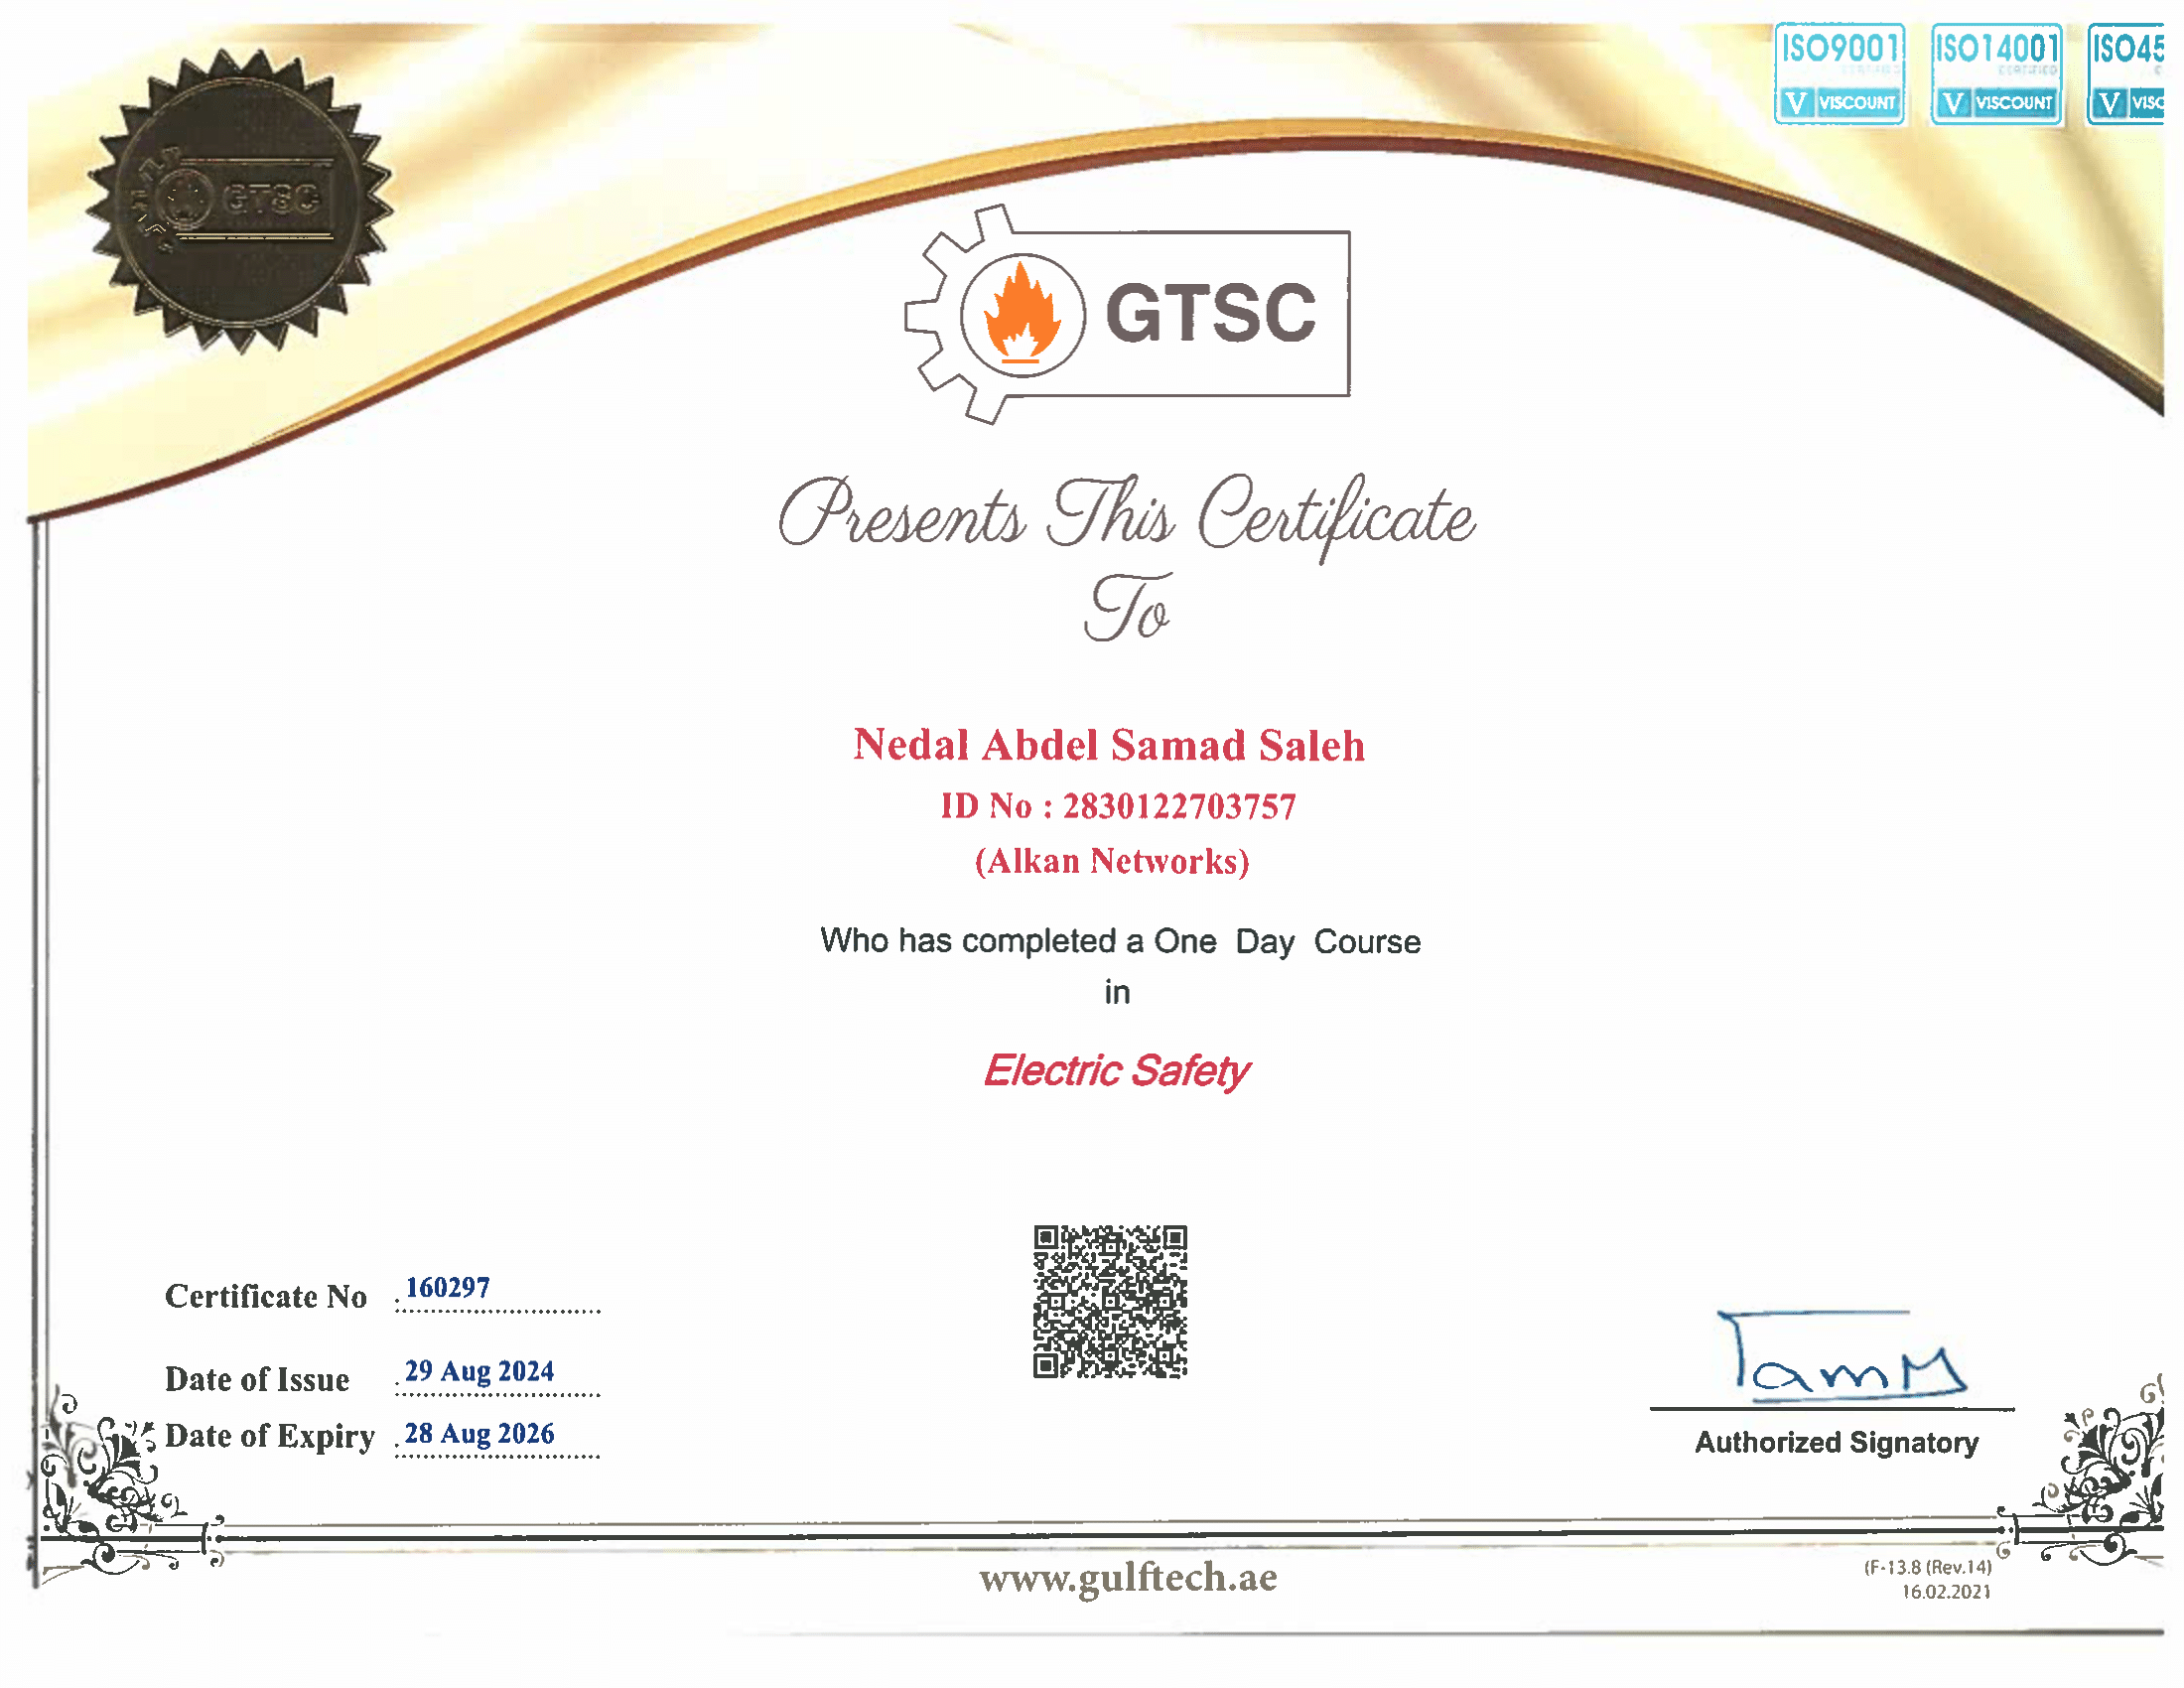 ISO9001
CERTIFIED
V VISCOUNT
ISO14001
CERTIFIED
V VISCOUNT
ISO45
C
V VISC
GTSC
GTSC
Presents This Certificate
To
Nedal Abdel Samad Saleh
ID No : 2830122703757
(Alkan Networks)
Who has completed a One Day Course
in
Electric Safety
Certificate No . 160297
Date of Issue . 29 Aug 2024
Date of Expiry . 28 Aug 2026
TamM
Authorized Signatory
www.gulftech.ae
(F-13.8 (Rev.14)
16.02.2021